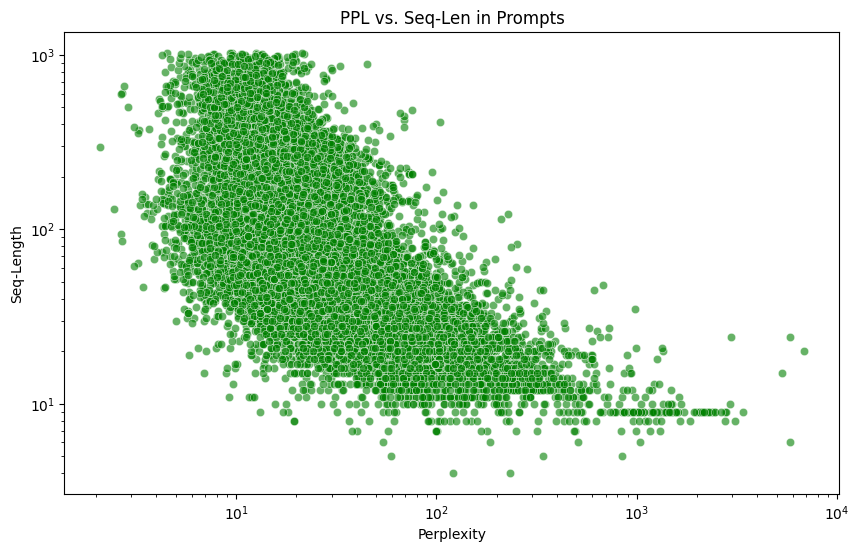 PPL vs. Seq-Len in Prompts
Seq-Length
10³
10²
10¹
10¹ 10² 10³ 10⁴
Perplexity